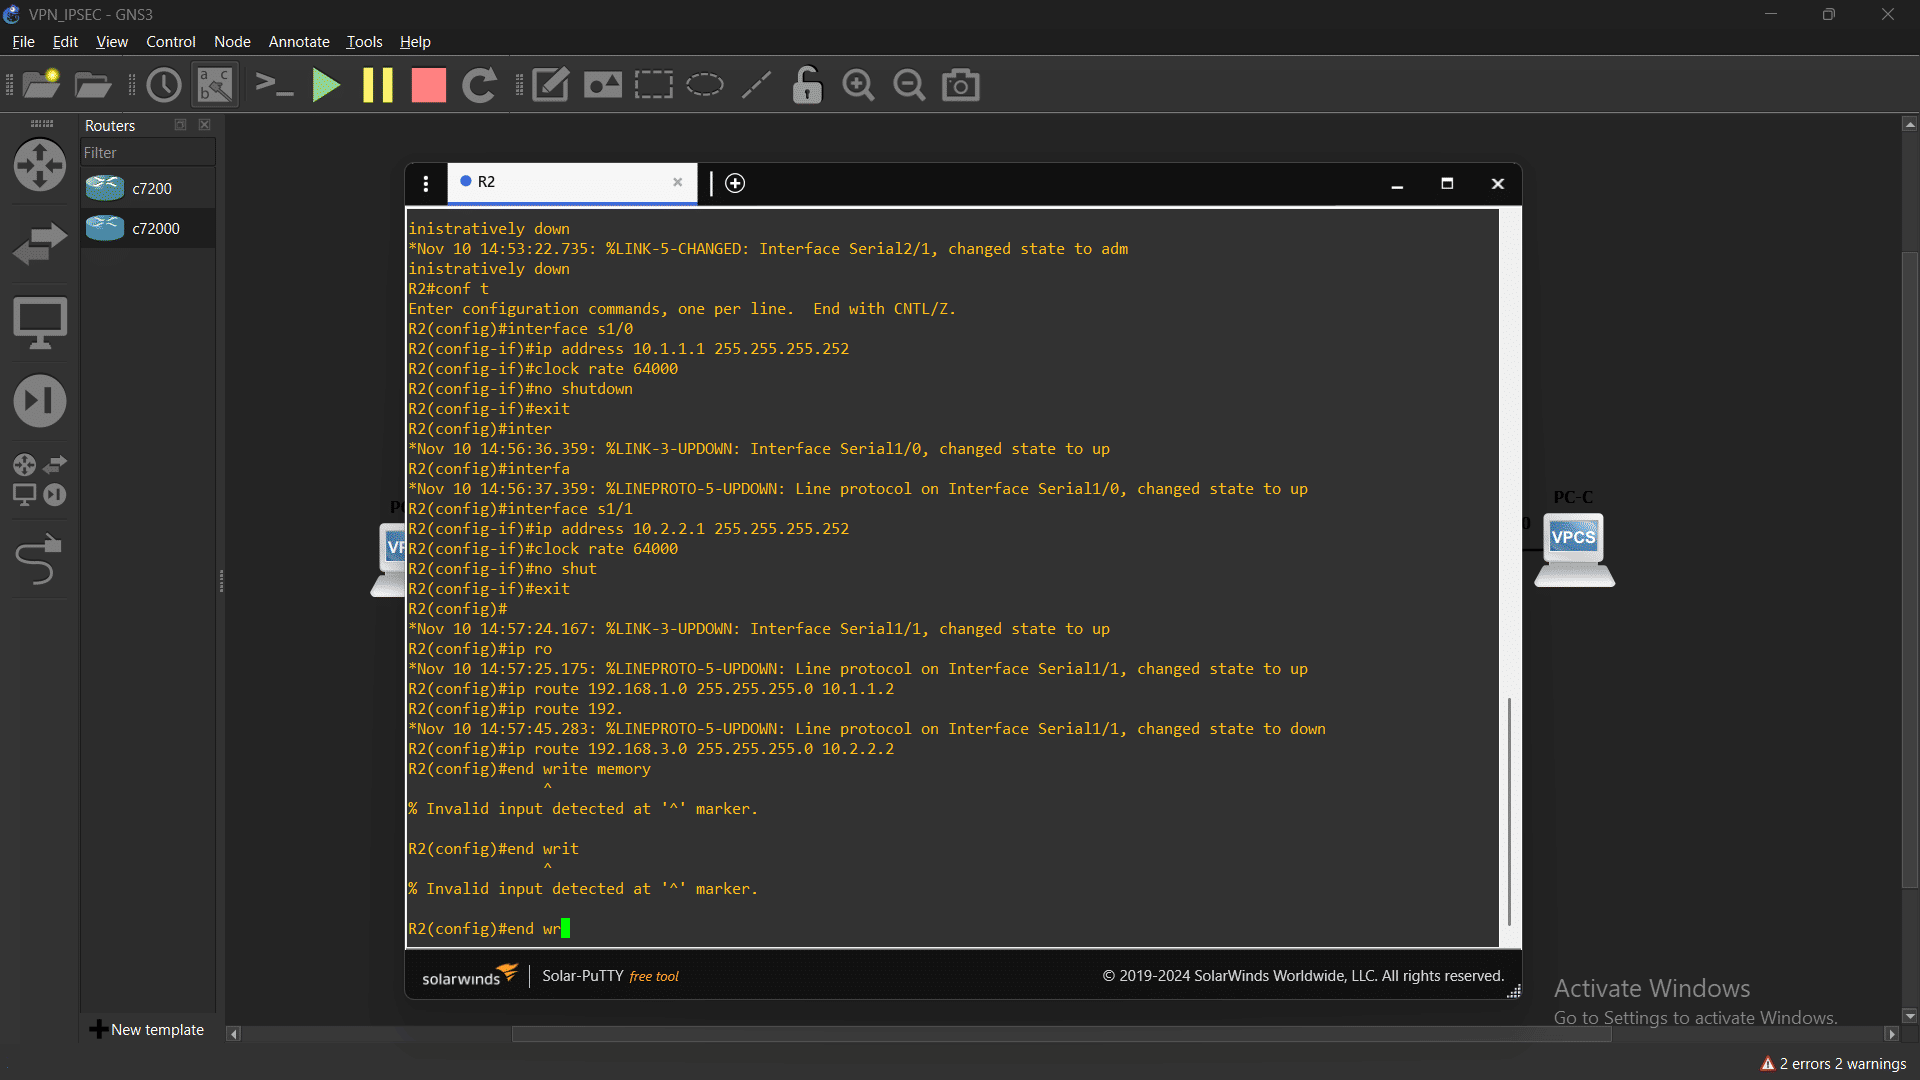 VPN_IPSEC - GNS3
File Edit View Control Node Annotate Tools Help
Routers
Filter
c7200
c72000
New template
R2
inistratively down
*Nov 10 14:53:22.735: %LINK-5-CHANGED: Interface Serial2/1, changed state to adm
inistratively down
R2#conf t
Enter configuration commands, one per line.  End with CNTL/Z.
R2(config)#interface s1/0
R2(config-if)#ip address 10.1.1.1 255.255.255.252
R2(config-if)#clock rate 64000
R2(config-if)#no shutdown
R2(config-if)#exit
R2(config)#inter
*Nov 10 14:56:36.359: %LINK-3-UPDOWN: Interface Serial1/0, changed state to up
R2(config)#interfa
*Nov 10 14:56:37.359: %LINEPROTO-5-UPDOWN: Line protocol on Interface Serial1/0, changed state to up
R2(config)#interface s1/1
R2(config-if)#ip address 10.2.2.1 255.255.255.252
R2(config-if)#clock rate 64000
R2(config-if)#no shut
R2(config-if)#exit
R2(config)#
*Nov 10 14:57:24.167: %LINK-3-UPDOWN: Interface Serial1/1, changed state to up
R2(config)#ip ro
*Nov 10 14:57:25.175: %LINEPROTO-5-UPDOWN: Line protocol on Interface Serial1/1, changed state to up
R2(config)#ip route 192.168.1.0 255.255.255.0 10.1.1.2
R2(config)#ip route 192.
*Nov 10 14:57:45.283: %LINEPROTO-5-UPDOWN: Line protocol on Interface Serial1/1, changed state to down
R2(config)#ip route 192.168.3.0 255.255.255.0 10.2.2.2
R2(config)#end write memory
^
% Invalid input detected at '^' marker.
R2(config)#end writ
^
% Invalid input detected at '^' marker.
R2(config)#end wr
solarwinds Solar-PuTTY free tool
© 2019-2024 SolarWinds Worldwide, LLC. All rights reserved.
PC-C
VPCS
Activate Windows
Go to Settings to activate Windows.
2 errors 2 warnings